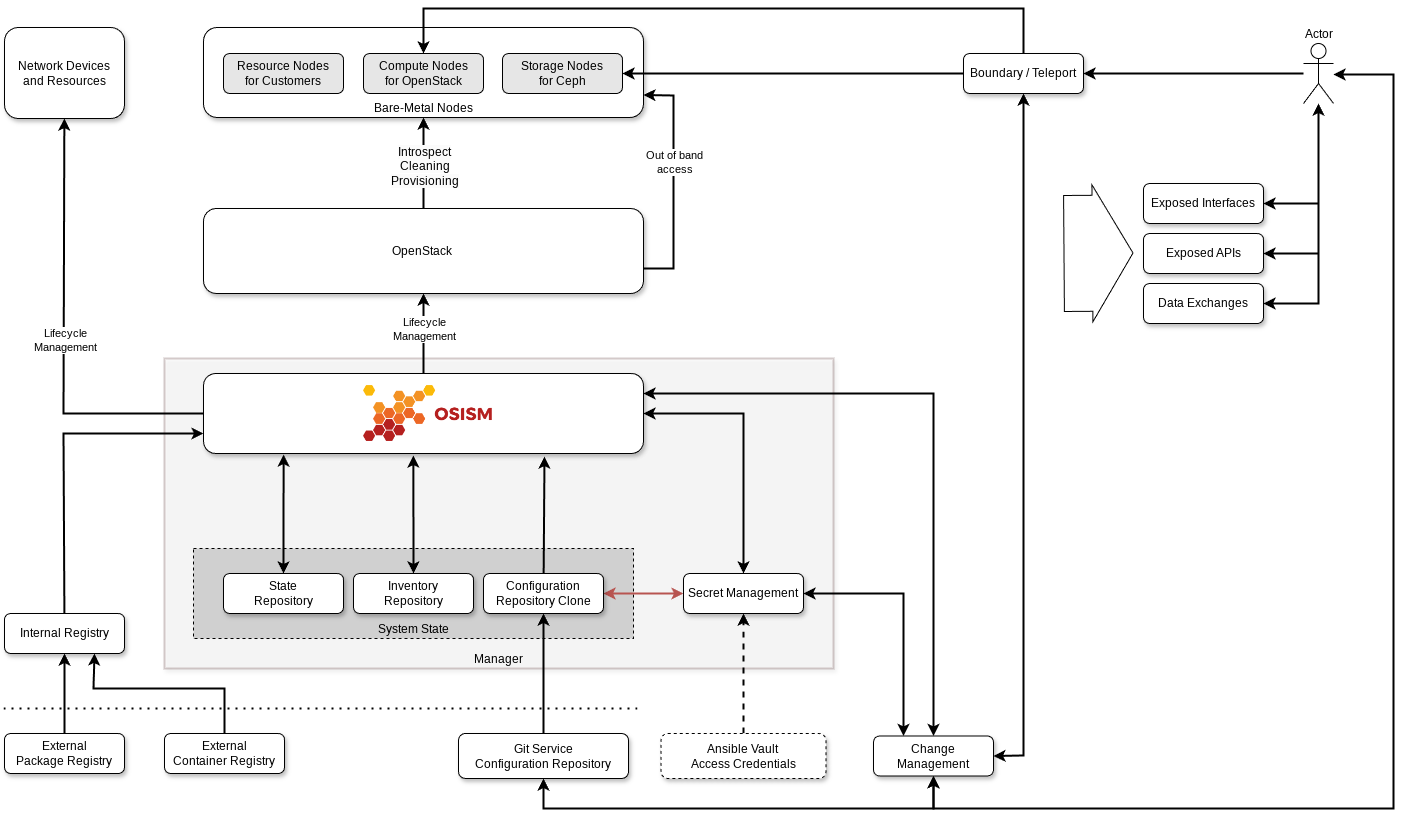 Actor
Network Devices
and Resources
Resource Nodes
for Customers
Compute Nodes
for OpenStack
Storage Nodes
for Ceph
Bare-Metal Nodes
Boundary / Teleport
Introspect
Cleaning
Provisioning
Out of band
access
Exposed Interfaces
Exposed APIs
Data Exchanges
OpenStack
Lifecycle
Management
Lifecycle
Management
OSISM
State
Repository
Inventory
Repository
Configuration
Repository Clone
System State
Secret Management
Manager
Internal Registry
External
Package Registry
External
Container Registry
Git Service
Configuration Repository
Ansible Vault
Access Credentials
Change
Management